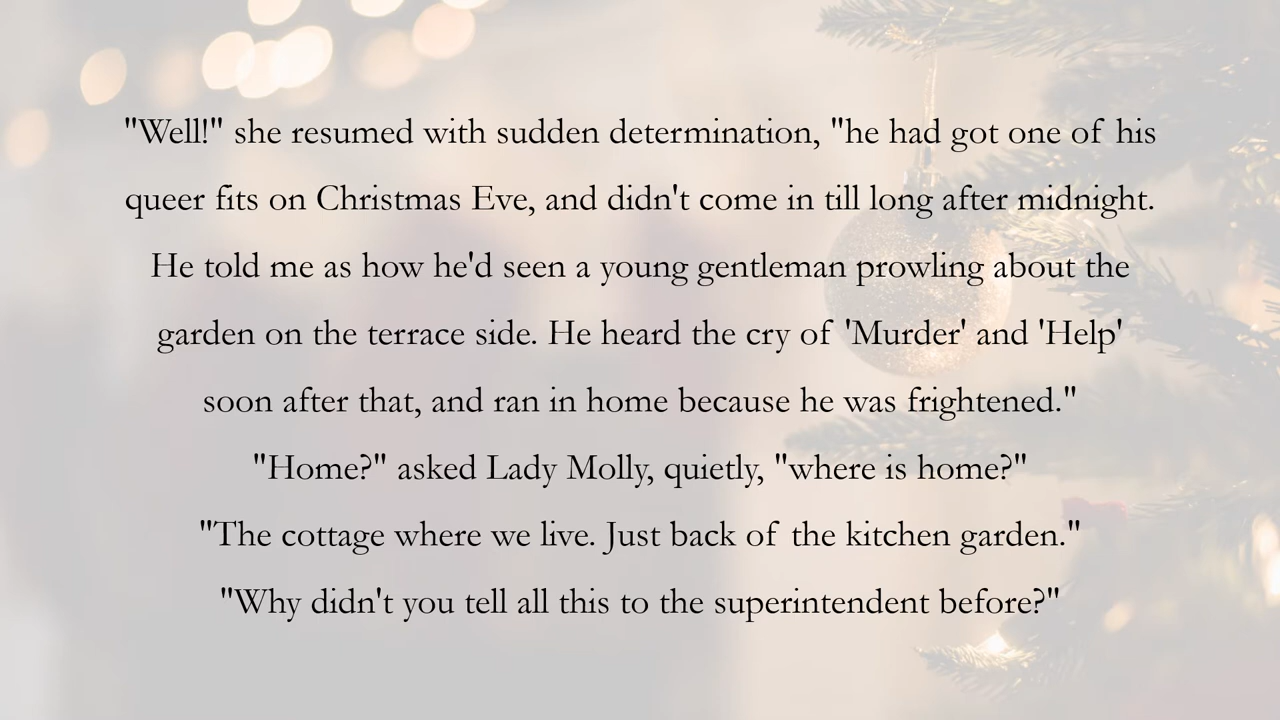 "Well!" she resumed with sudden determination, "he had got one of his
queer fits on Christmas Eve, and didn't come in till long after midnight.
He told me as how he'd seen a young gentleman prowling about the
garden on the terrace side. He heard the cry of 'Murder' and 'Help'
soon after that, and ran in home because he was frightened."
"Home?" asked Lady Molly, quietly, "where is home?"
"The cottage where we live. Just back of the kitchen garden."
"Why didn't you tell all this to the superintendent before?"